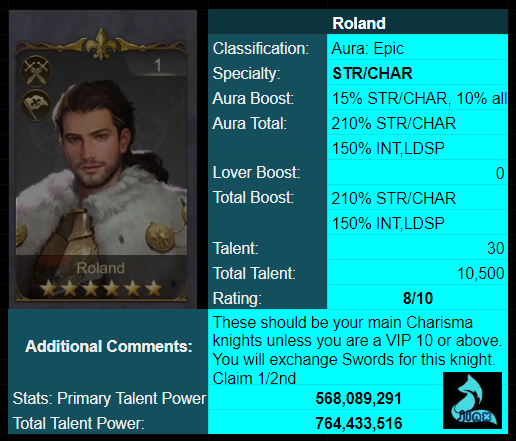 Roland
1
Roland
Classification: Aura: Epic
Specialty: STR/CHAR
Aura Boost: 15% STR/CHAR, 10% all
Aura Total: 210% STR/CHAR
150% INT,LDSP
Lover Boost: 0
Total Boost: 210% STR/CHAR
150% INT,LDSP
Talent: 30
Total Talent: 10,500
Rating: 8/10
Additional Comments:
These should be your main Charisma
knights unless you are a VIP 10 or above.
You will exchange Swords for this knight.
Claim 1/2nd
Stats: Primary Talent Power 568,089,291
Total Talent Power: 764,433,516